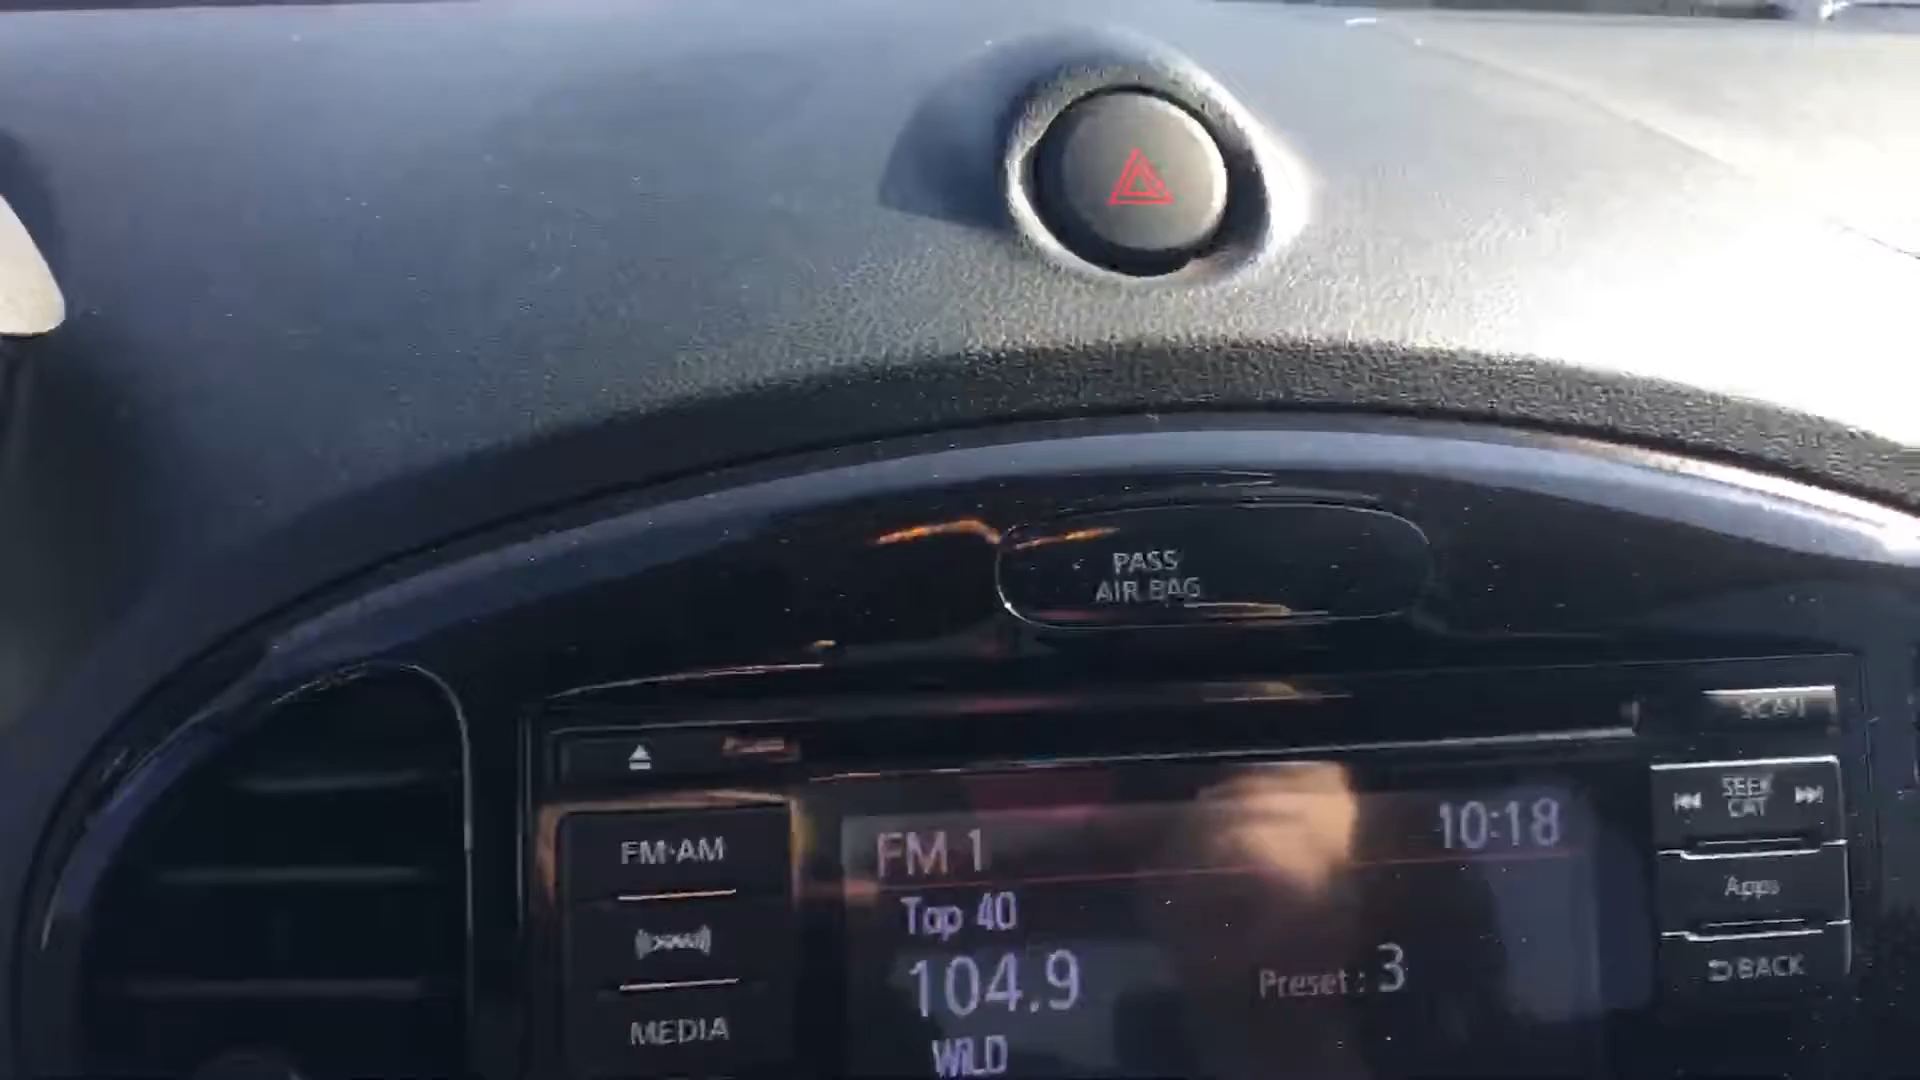 PASS
AIR BAG
SCAN
FM·AM
MEDIA
FM 1
10:18
Top 40
104.9
Preset : 3
WILD
SEEK
CAT
Apps
BACK